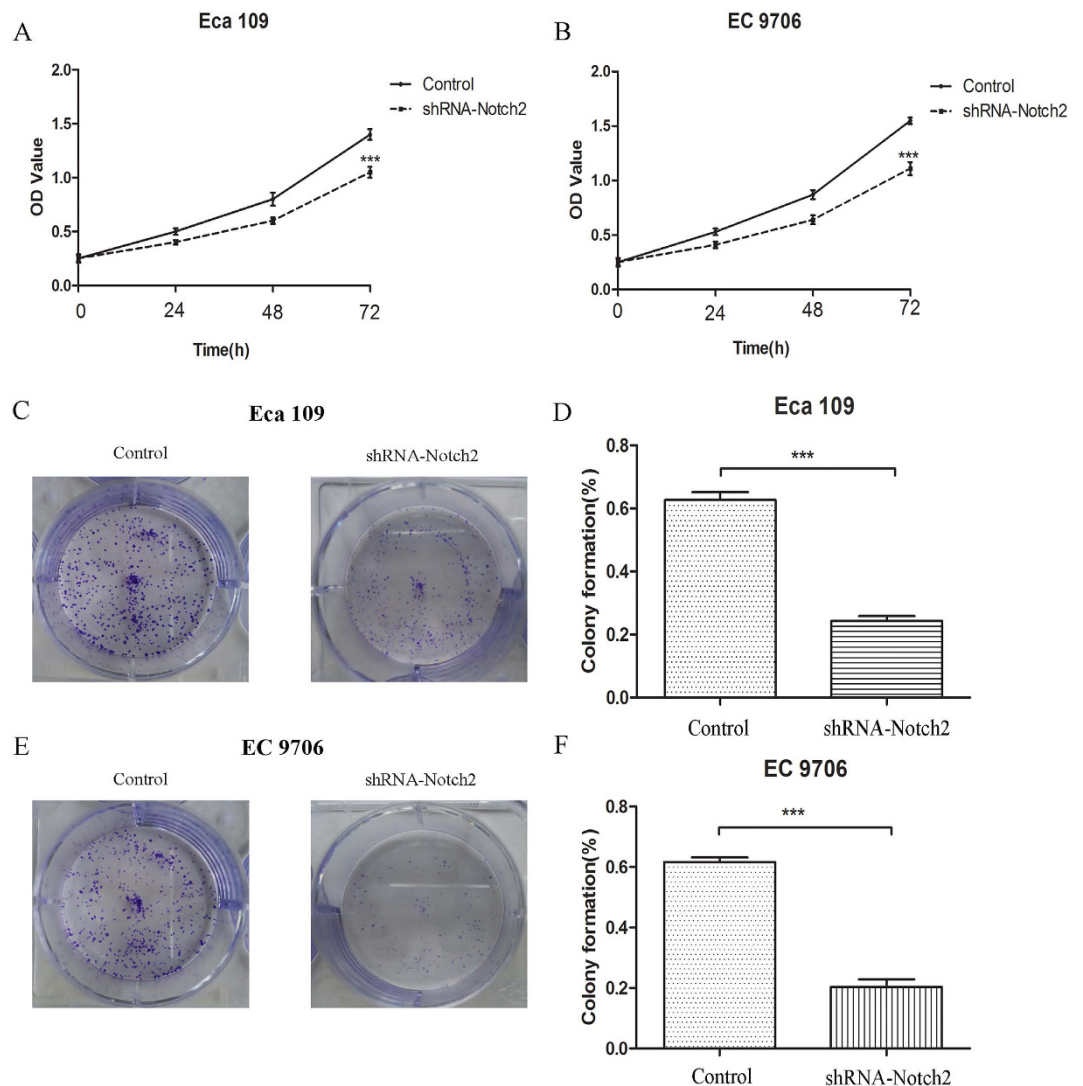 A
Eca 109
2.0
1.5
1.0
0.5
0.0
OD Value
0 24 48 72
Time(h)
Control
shRNA-Notch2
***
B
EC 9706
2.0
1.5
1.0
0.5
0.0
OD Value
0 24 48 72
Time(h)
Control
shRNA-Notch2
***
C
Eca 109
Control shRNA-Notch2
D
Eca 109
0.8
0.6
0.4
0.2
0.0
Colony formation(%)
***
Control shRNA-Notch2
E
EC 9706
Control shRNA-Notch2
F
EC 9706
0.8
0.6
0.4
0.2
0.0
Colony formation(%)
***
Control shRNA-Notch2